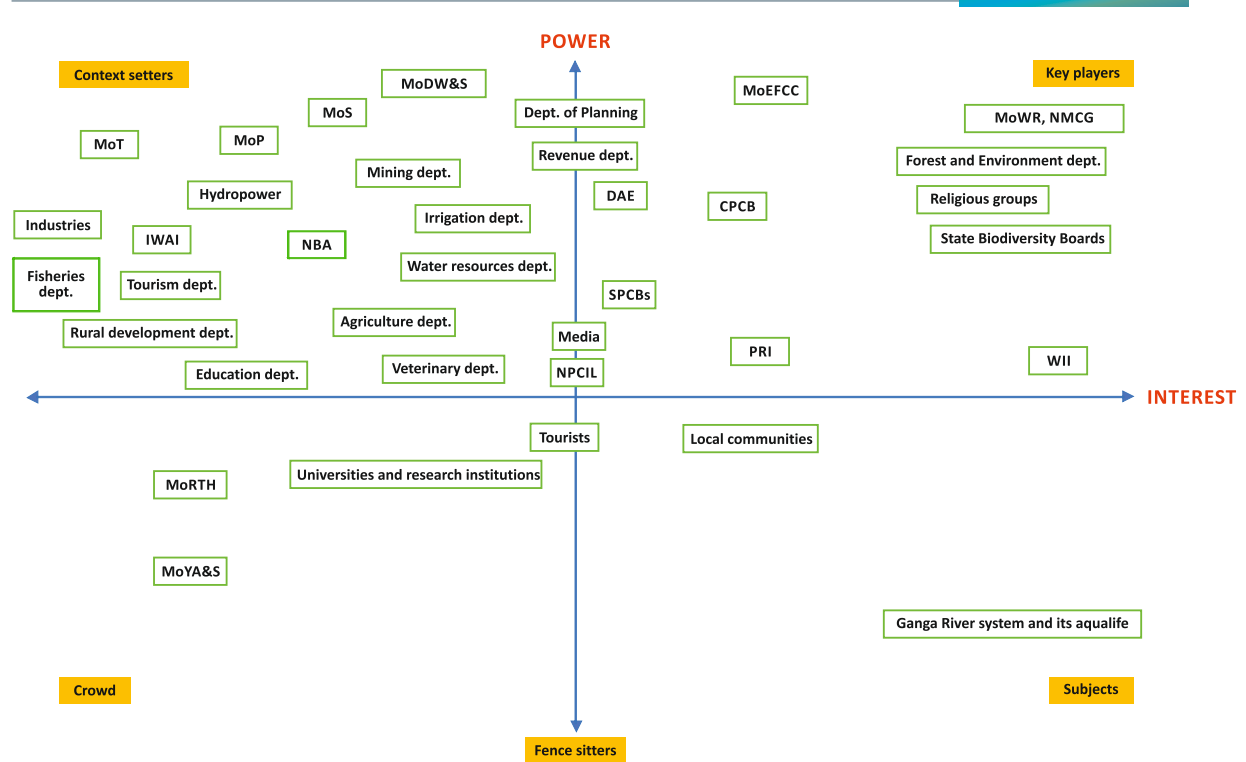 POWER
Context setters
Key players
MoDW&S
MoEFCC
MoS
Dept. of Planning
MoWR, NMCG
MoT
MoP
Revenue dept.
Forest and Environment dept.
Mining dept.
Hydropower
DAE
CPCB
Religious groups
Industries
Irrigation dept.
IWAI
NBA
State Biodiversity Boards
Water resources dept.
Fisheries
dept.
Tourism dept.
SPCBs
Rural development dept.
Agriculture dept.
Media
PRI
WII
Education dept.
Veterinary dept.
NPCIL
INTEREST
Tourists
Local communities
Universities and research institutions
MoRTH
MoYA&S
Ganga River system and its aqualife
Crowd
Subjects
Fence sitters